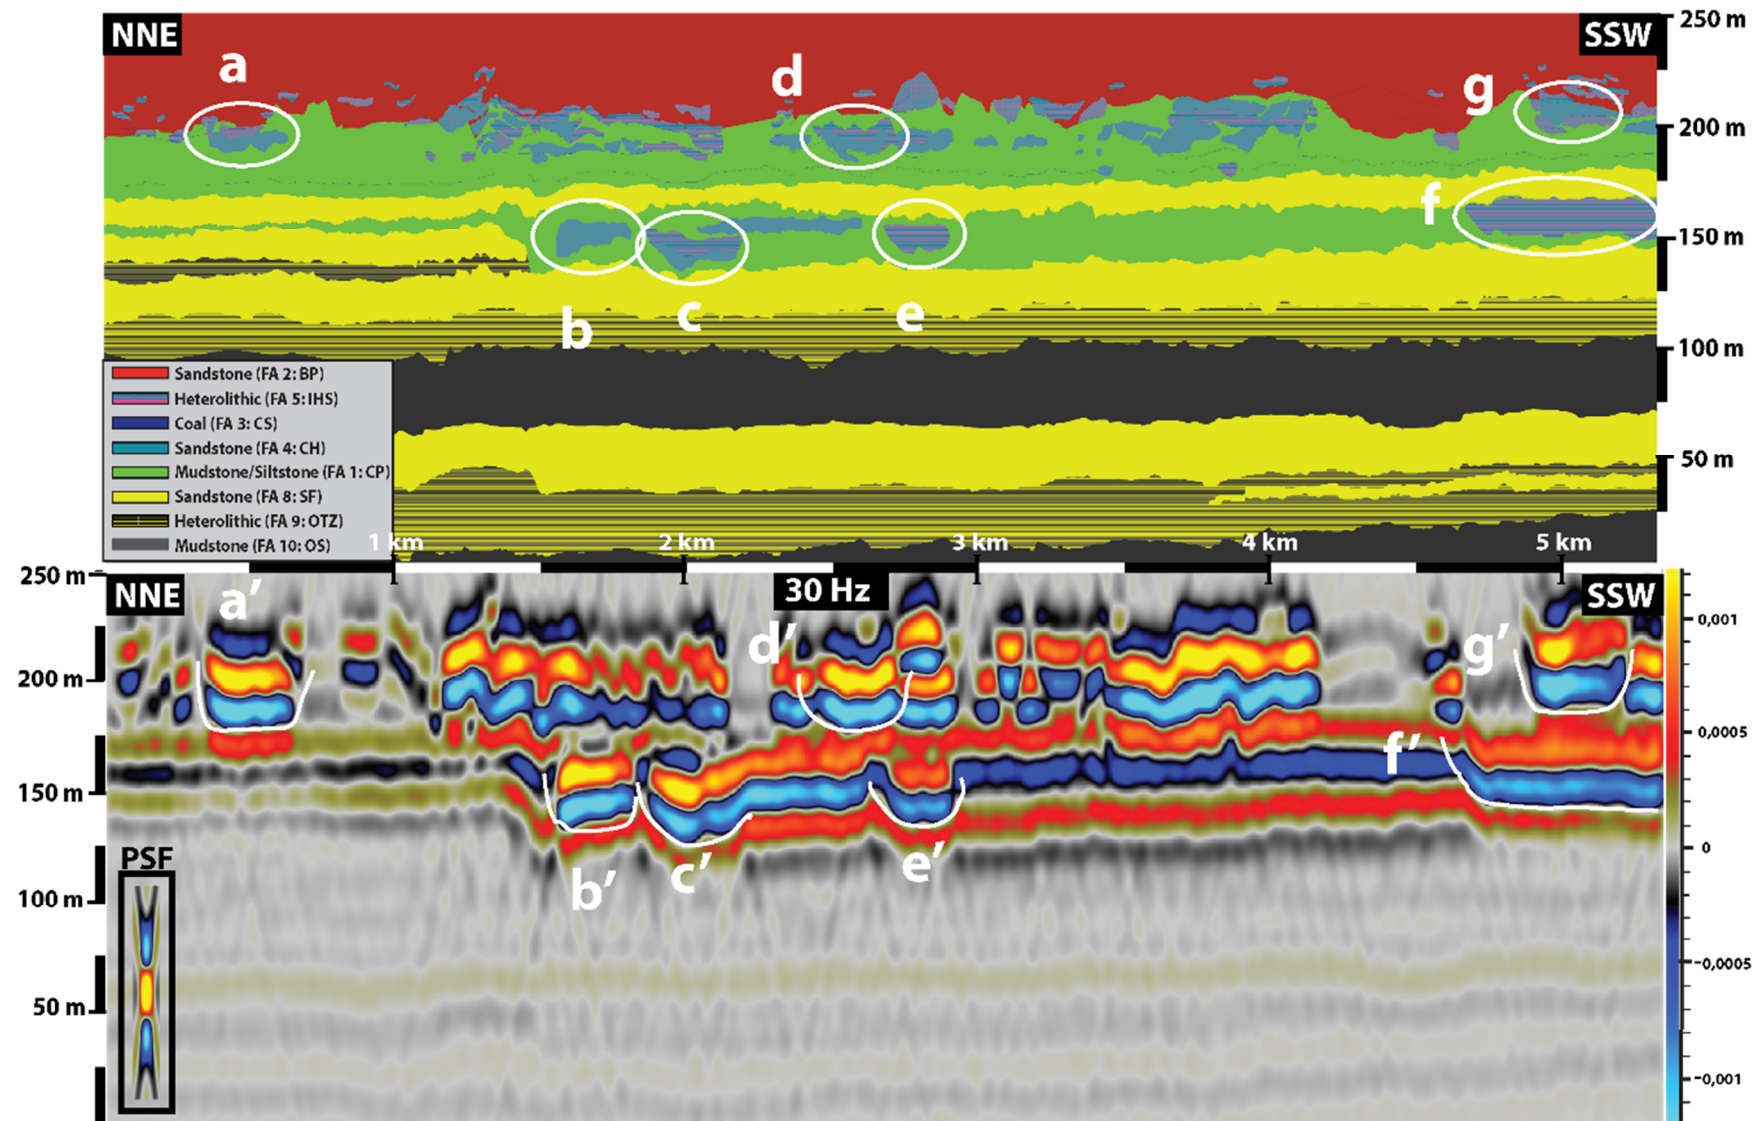 NNE
SSW
250 m
a
d
g
200 m
f
150 m
b
c
e
100 m
Sandstone (FA 2: BP)
Heterolithic (FA 5: IHS)
Coal (FA 3: CS)
Sandstone (FA 4: CH)
Mudstone/Siltstone (FA 1: CP)
Sandstone (FA 8: SF)
Heterolithic (FA 9: OTZ)
Mudstone (FA 10: OS)
50 m
1 km
2 km
3 km
4 km
5 km
250 m
NNE
a’
30 Hz
SSW
0,001
d’
g’
200 m
0,0005
f’
150 m
0
PSF
e’
c’
b’
100 m
-0,0005
50 m
-0,001